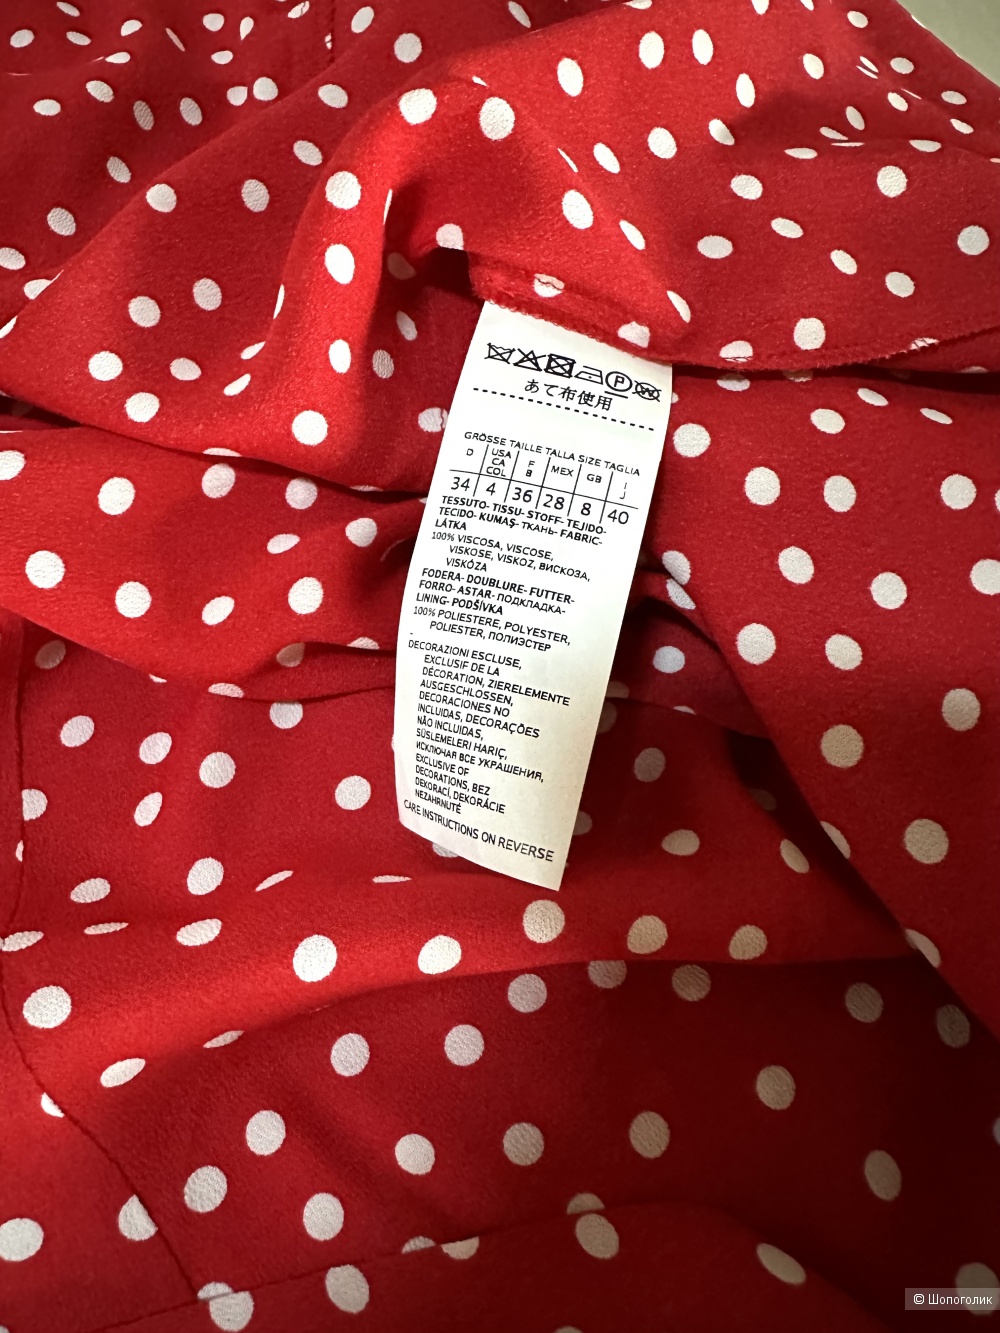 あて布使用
GRÖSSE TAILLE TALLA SIZE TAGLIA
D USA CA COL F B MEX GB I J
34 4 36 28 8 40
TESSUTO- TISSU- STOFF- TEJIDO-
TECIDO- KUMAŞ- ТКАНЬ- FABRIC-
LÁTKA
100% VISCOSA, VISCOSE,
VISKOSE, VISKOZ, ВИСКОЗА,
VISKÓZA
FODERA- DOUBLURE- FUTTER-
FORRO- ASTAR- ПОДКЛАДКА-
LINING- PODŠÍVKA
100% POLIESTERE, POLYESTER,
POLIESTER, ПОЛИЭСТЕР
-
DECORAZIONI ESCLUSE,
EXCLUSIF DE LA
DÉCORATION, ZIERELEMENTE
AUSGESCHLOSSEN,
DECORACIONES NO
INCLUIDAS, DECORAÇÕES
NÃO INCLUIDAS,
SÜSLEMELERI HARIÇ,
ИСКЛЮЧАЯ ВСЕ УКРАШЕНИЯ,
EXCLUSIVE OF
DECORATIONS, BEZ
DEKORACÍ, DEKORÁCIE
NEZAHRNUTÉ
CARE INSTRUCTIONS ON REVERSE
© Шопоголик